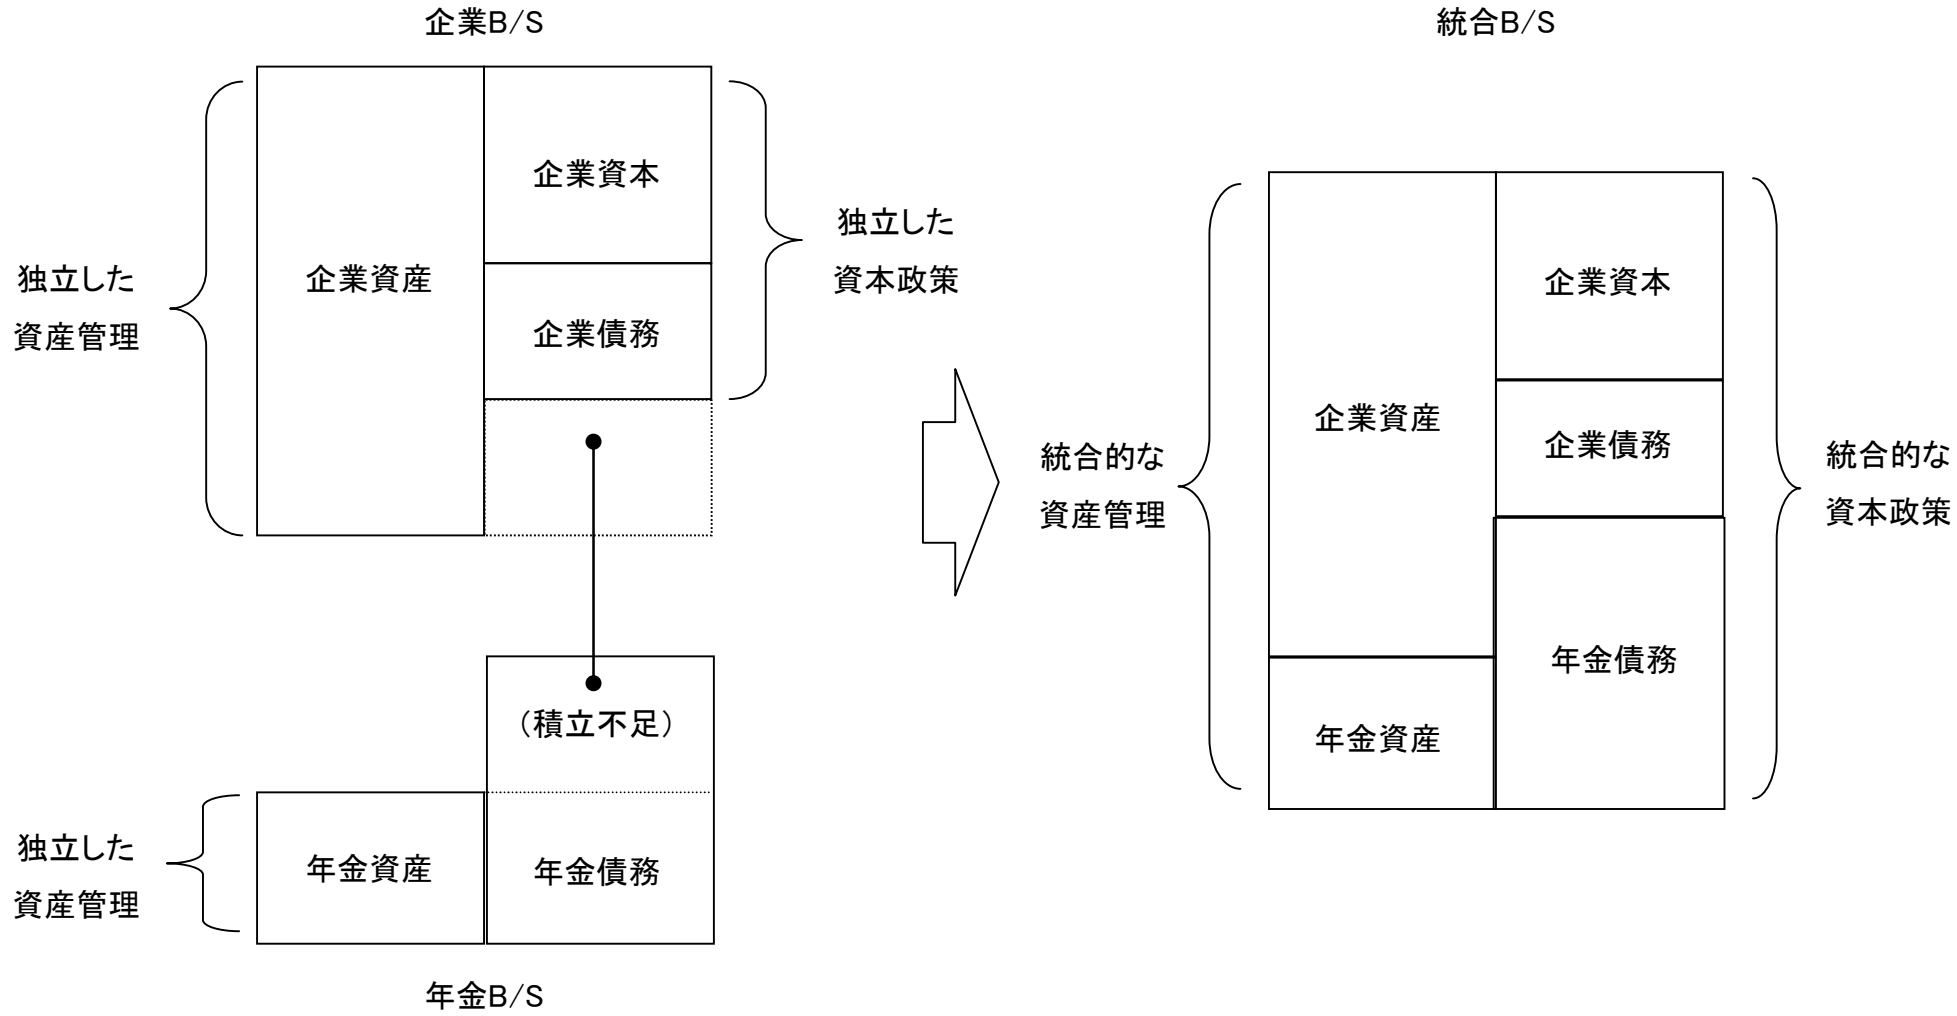 企業B/S
企業資本
独立した
資本政策
独立した
資産管理
企業資産
企業債務
(積立不足)
独立した
資産管理
年金資産
年金債務
年金B/S
統合B/S
企業資本
企業資産
企業債務
統合的な
資産管理
統合的な
資本政策
年金債務
年金資産